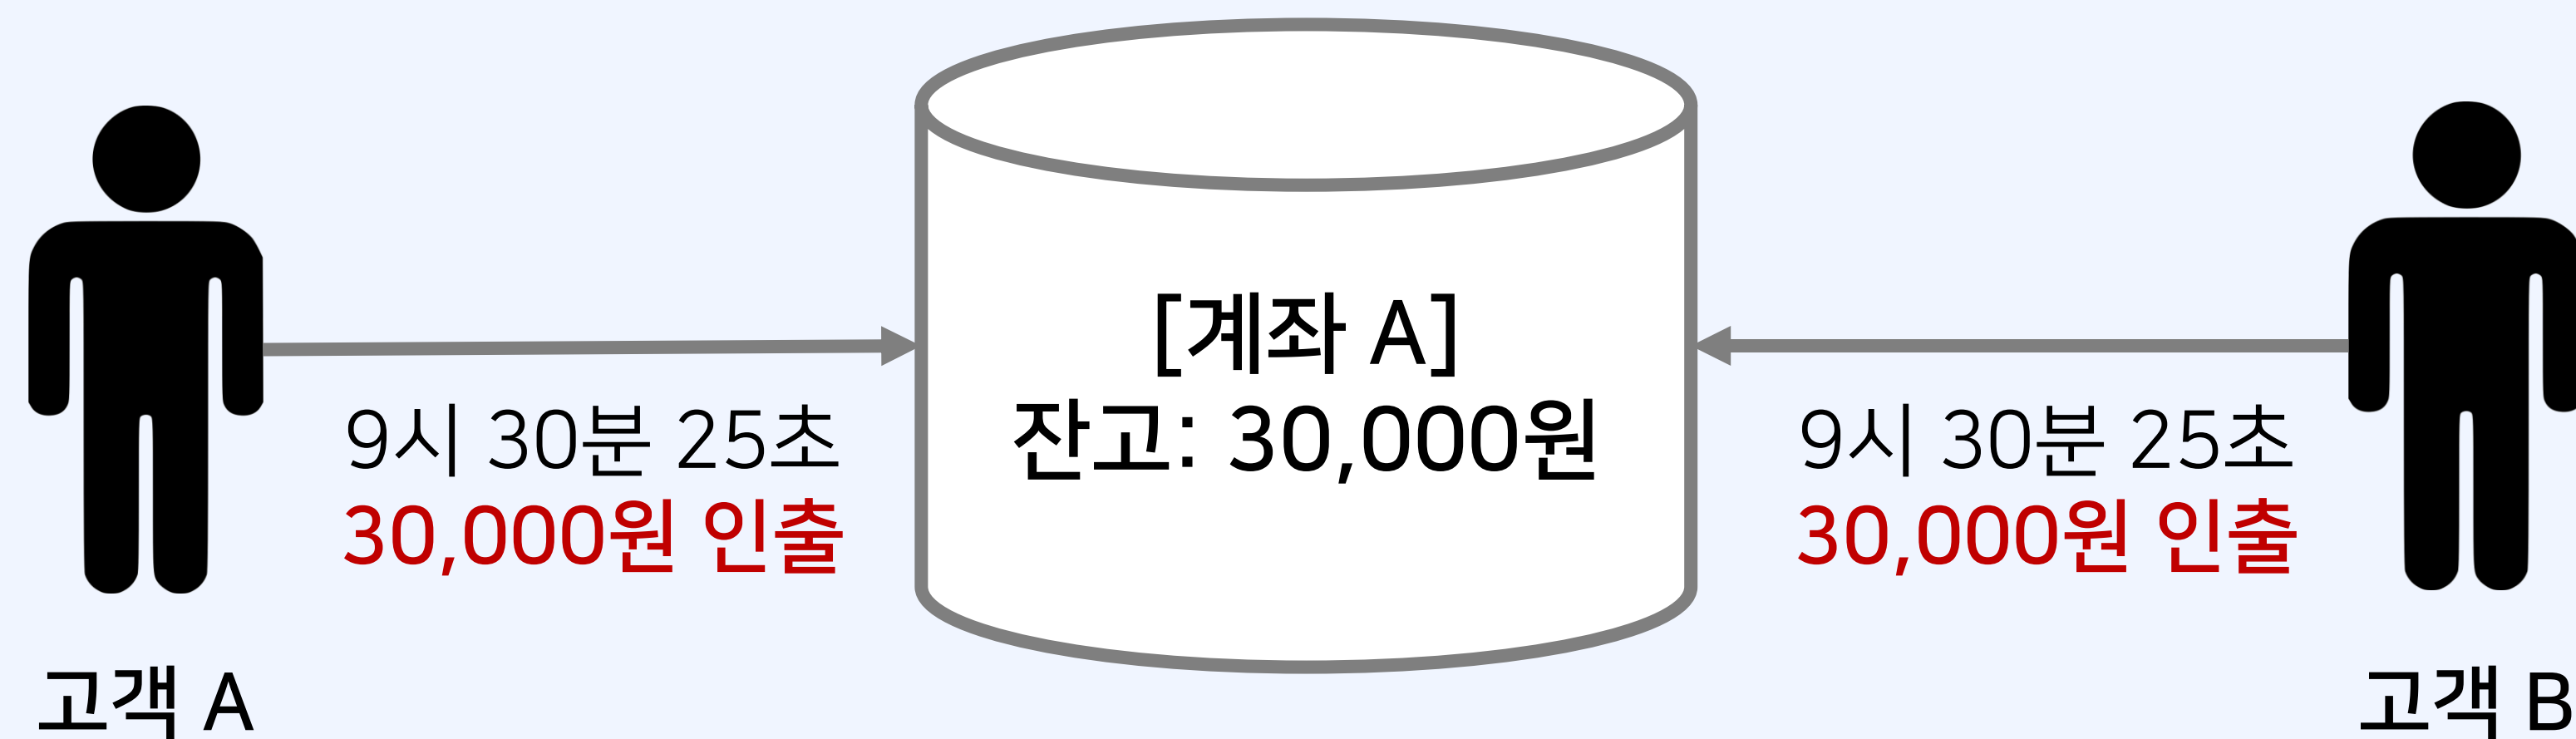 [계좌 A]
잔고: 30,000원
9시 30분 25초
30,000원 인출
9시 30분 25초
30,000원 인출
고객 A
고객 B